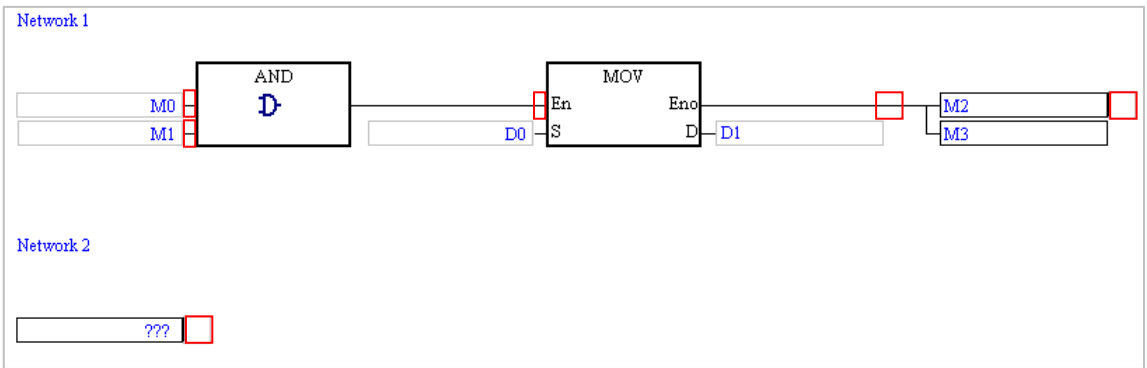 Network 1
AND MOV
M0 En Eno M2
M1 D0 S D D1 M3
Network 2
???